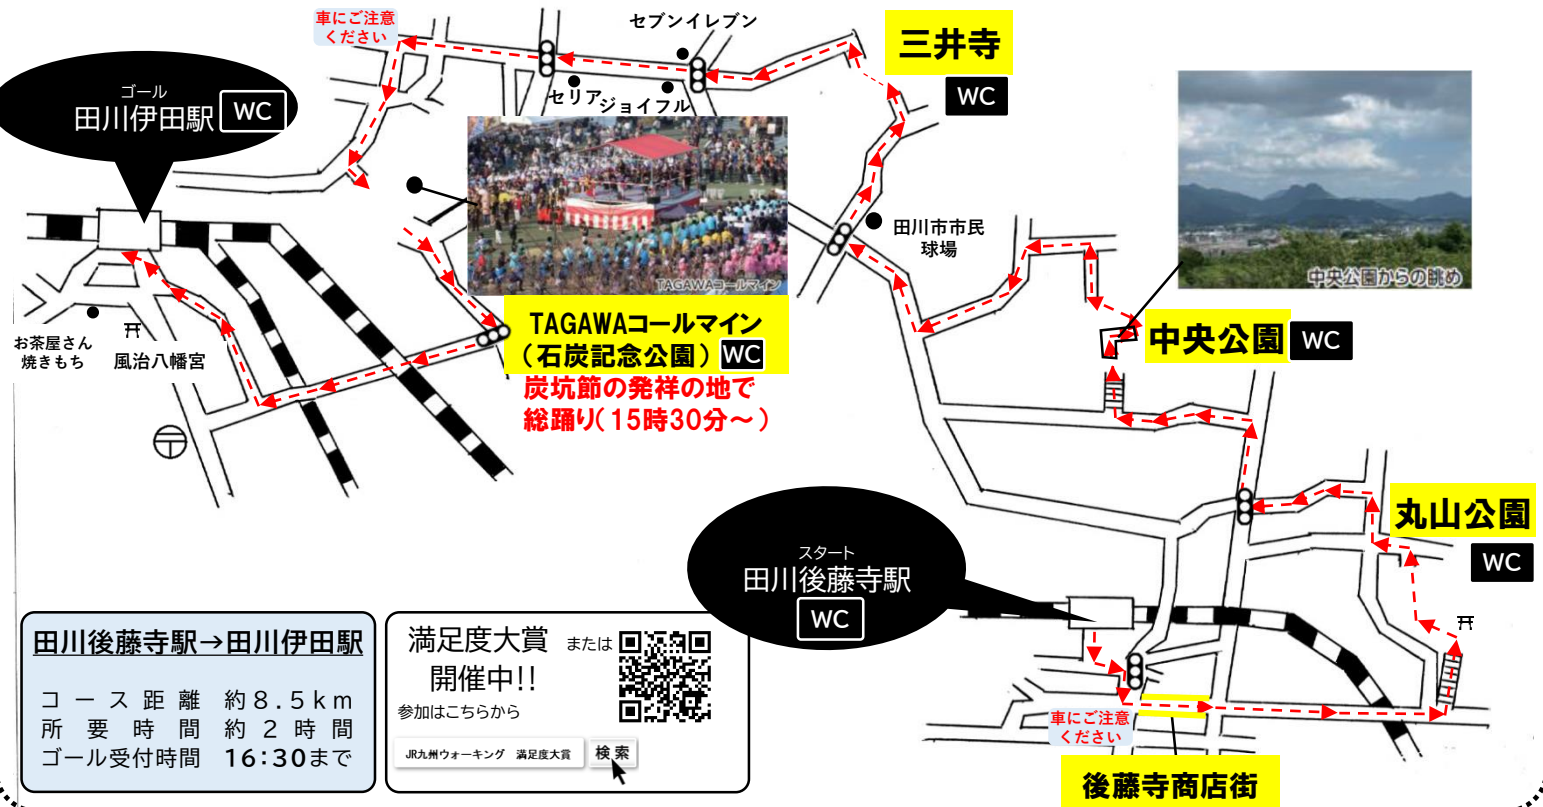 車にご注意
ください
セブンイレブン
三井寺
WC
ゴール
田川伊田駅 WC
セリア
ジョイフル
田川市市民
球場
TAGAWAコールマイン
中央公園からの眺め
TAGAWAコールマイン
（石炭記念公園）WC
炭坑節の発祥の地で
総踊り(15時30分～)
中央公園 WC
お茶屋さん
焼きもち
风治八幡宮
〒
丸山公園
WC
スタート
田川後藤寺駅
WC
田川後藤寺駅→田川伊田駅
コース距離 約8.5km
所要時間 約2時間
ゴール受付時間 16:30まで
満足度大賞 または
開催中!!
参加はこちらから
JR九州ウォーキング 満足度大賞 検索
車にご注意
ください
後藤寺商店街